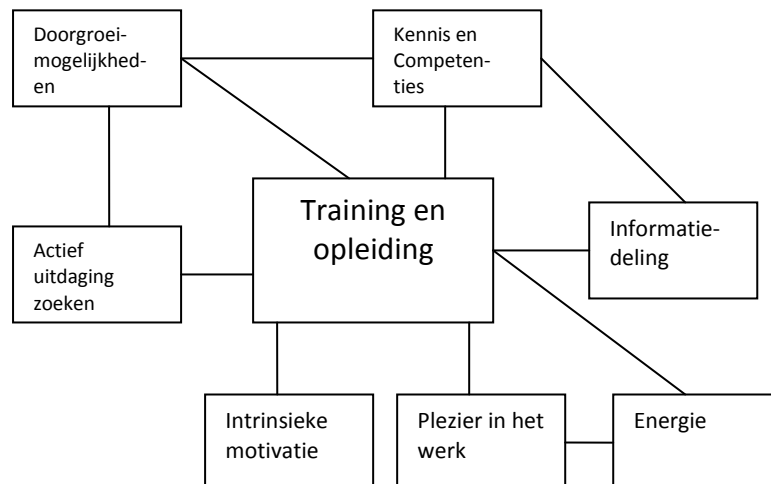 Doorgroei-
mogelijkhed-
en
Kennis en
Competen-
ties
Training en
opleiding
Informatie-
deling
Actief
uitdaging
zoeken
Intrinsieke
motivatie
Plezier in het
werk
Energie